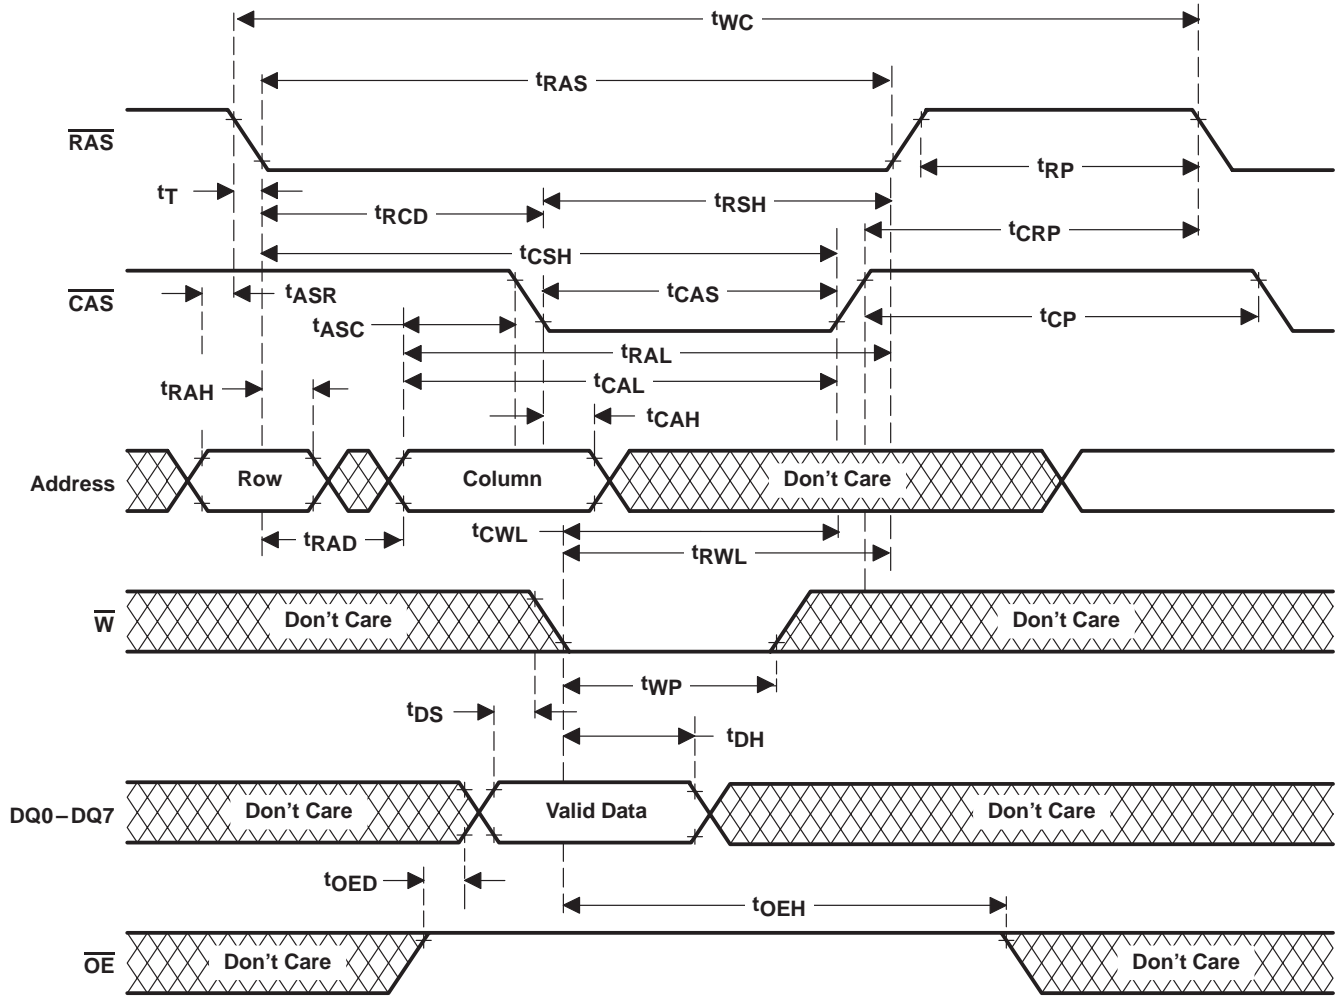 tWC
tRAS
RAS
tRP
tT
tRCD
tRSH
tCRP
tCSH
CAS
tASR
tCAS
tASC
tCP
tRAL
tRAH
tCAL
tCAH
Address
Row
Column
Don't Care
tCWL
tRAD
tRWL
W
Don't Care
Don't Care
tWP
tDS
tDH
DQ0–DQ7
Don't Care
Valid Data
Don't Care
tOED
tOEH
OE
Don't Care
Don't Care